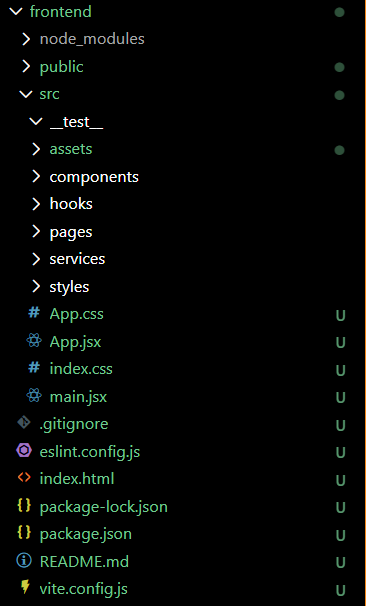 frontend
node_modules
public
src
__test__
assets
components
hooks
pages
services
styles
# App.css U
App.jsx U
# index.css U
main.jsx U
.gitignore U
eslint.config.js U
<> index.html U
{} package-lock.json U
{} package.json U
README.md U
vite.config.js U